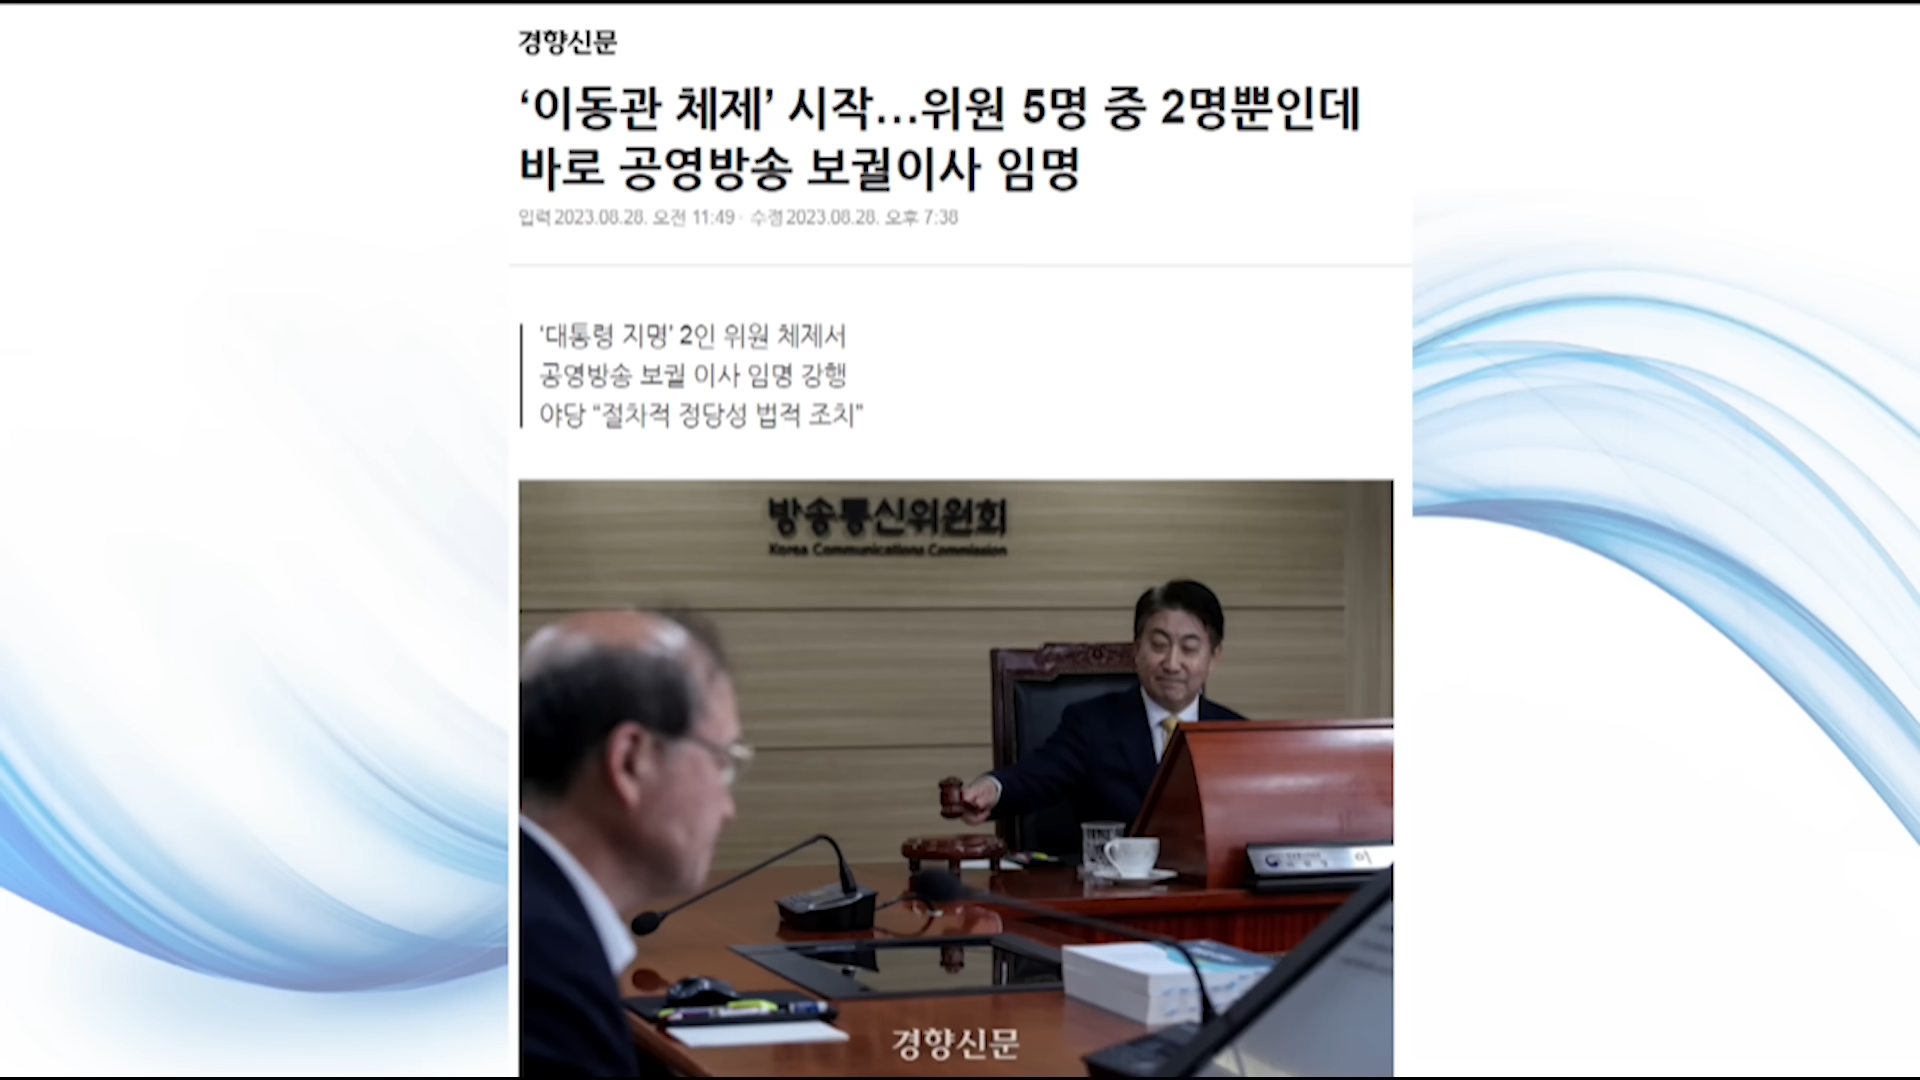 경향신문
‘이동관 체제’ 시작…위원 5명 중 2명뿐인데
바로 공영방송 보궐이사 임명
입력 2023.08.28. 오전 11:49 · 수정 2023.08.28. 오후 7:38
‘대통령 지명’ 2인 위원 체제서
공영방송 보궐 이사 임명 강행
야당 “절차적 정당성 법적 조치”
방송통신위원회
Korea Communications Commission
이
경향신문